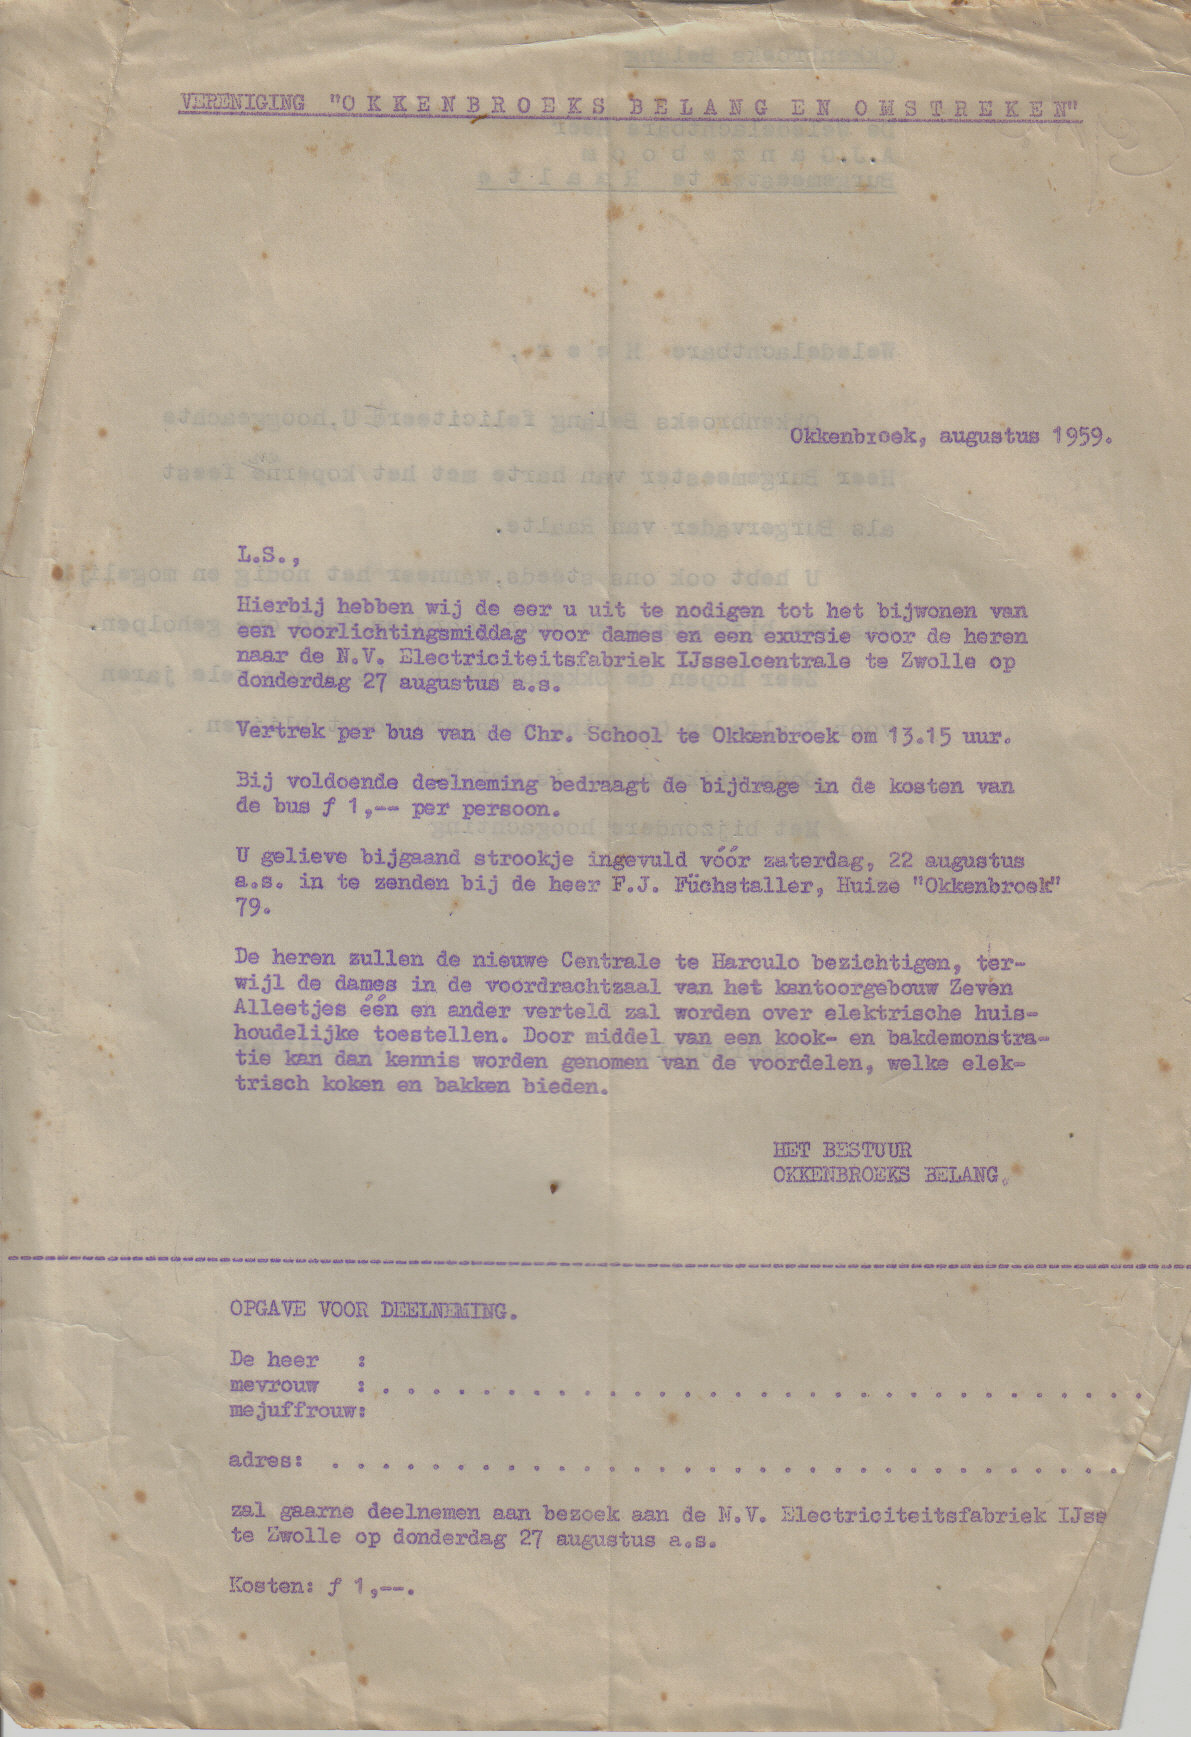 VERENIGING "OKKENBROEKS BELANG EN OMSTREKEN"
Okkenbroek, augustus 1959.
L.S.,
Hierbij hebben wij de eer u uit te nodigen tot het bijwonen van
een voorlichtingsmiddag voor dames en een exursie voor de heren
naar de N.V. Electriciteitsfabriek IJsselcentrale te Zwolle op
donderdag 27 augustus a.s.
Vertrek per bus van de Chr. School te Okkenbroek om 13.15 uur.
Bij voldoende deelneming bedraagt de bijdrage in de kosten van
de bus ƒ 1,-- per persoon.
U gelieve bijgaand strookje ingevuld vóór zaterdag, 22 augustus
a.s. in te zenden bij de heer F.J. Füchstaller, Huize "Okkenbroek"
79.
De heren zullen de nieuwe Centrale te Harculo bezichtigen, ter-
wijl de dames in de voordrachtzaal van het kantoorgebouw Zeven
Alleetjes één en ander verteld zal worden over elektrische huis-
houdelijke toestellen. Door middel van een kook- en bakdemonstra-
tie kan dan kennis worden genomen van de voordelen, welke elek-
trisch koken en bakken bieden.
HET BESTUUR
OKKENBROEKS BELANG.
OPGAVE VOOR DEELNEMING.
De heer :
mevrouw : . . . . . . . . . . . . . . . . . . . . . . . . . . . . . . .
mejuffrouw:
adres: . . . . . . . . . . . . . . . . . . . . . . . . . . . . . . . .
zal gaarne deelnemen aan bezoek aan de N.V. Electriciteitsfabriek IJss
te Zwolle op donderdag 27 augustus a.s.
Kosten: ƒ 1,--.